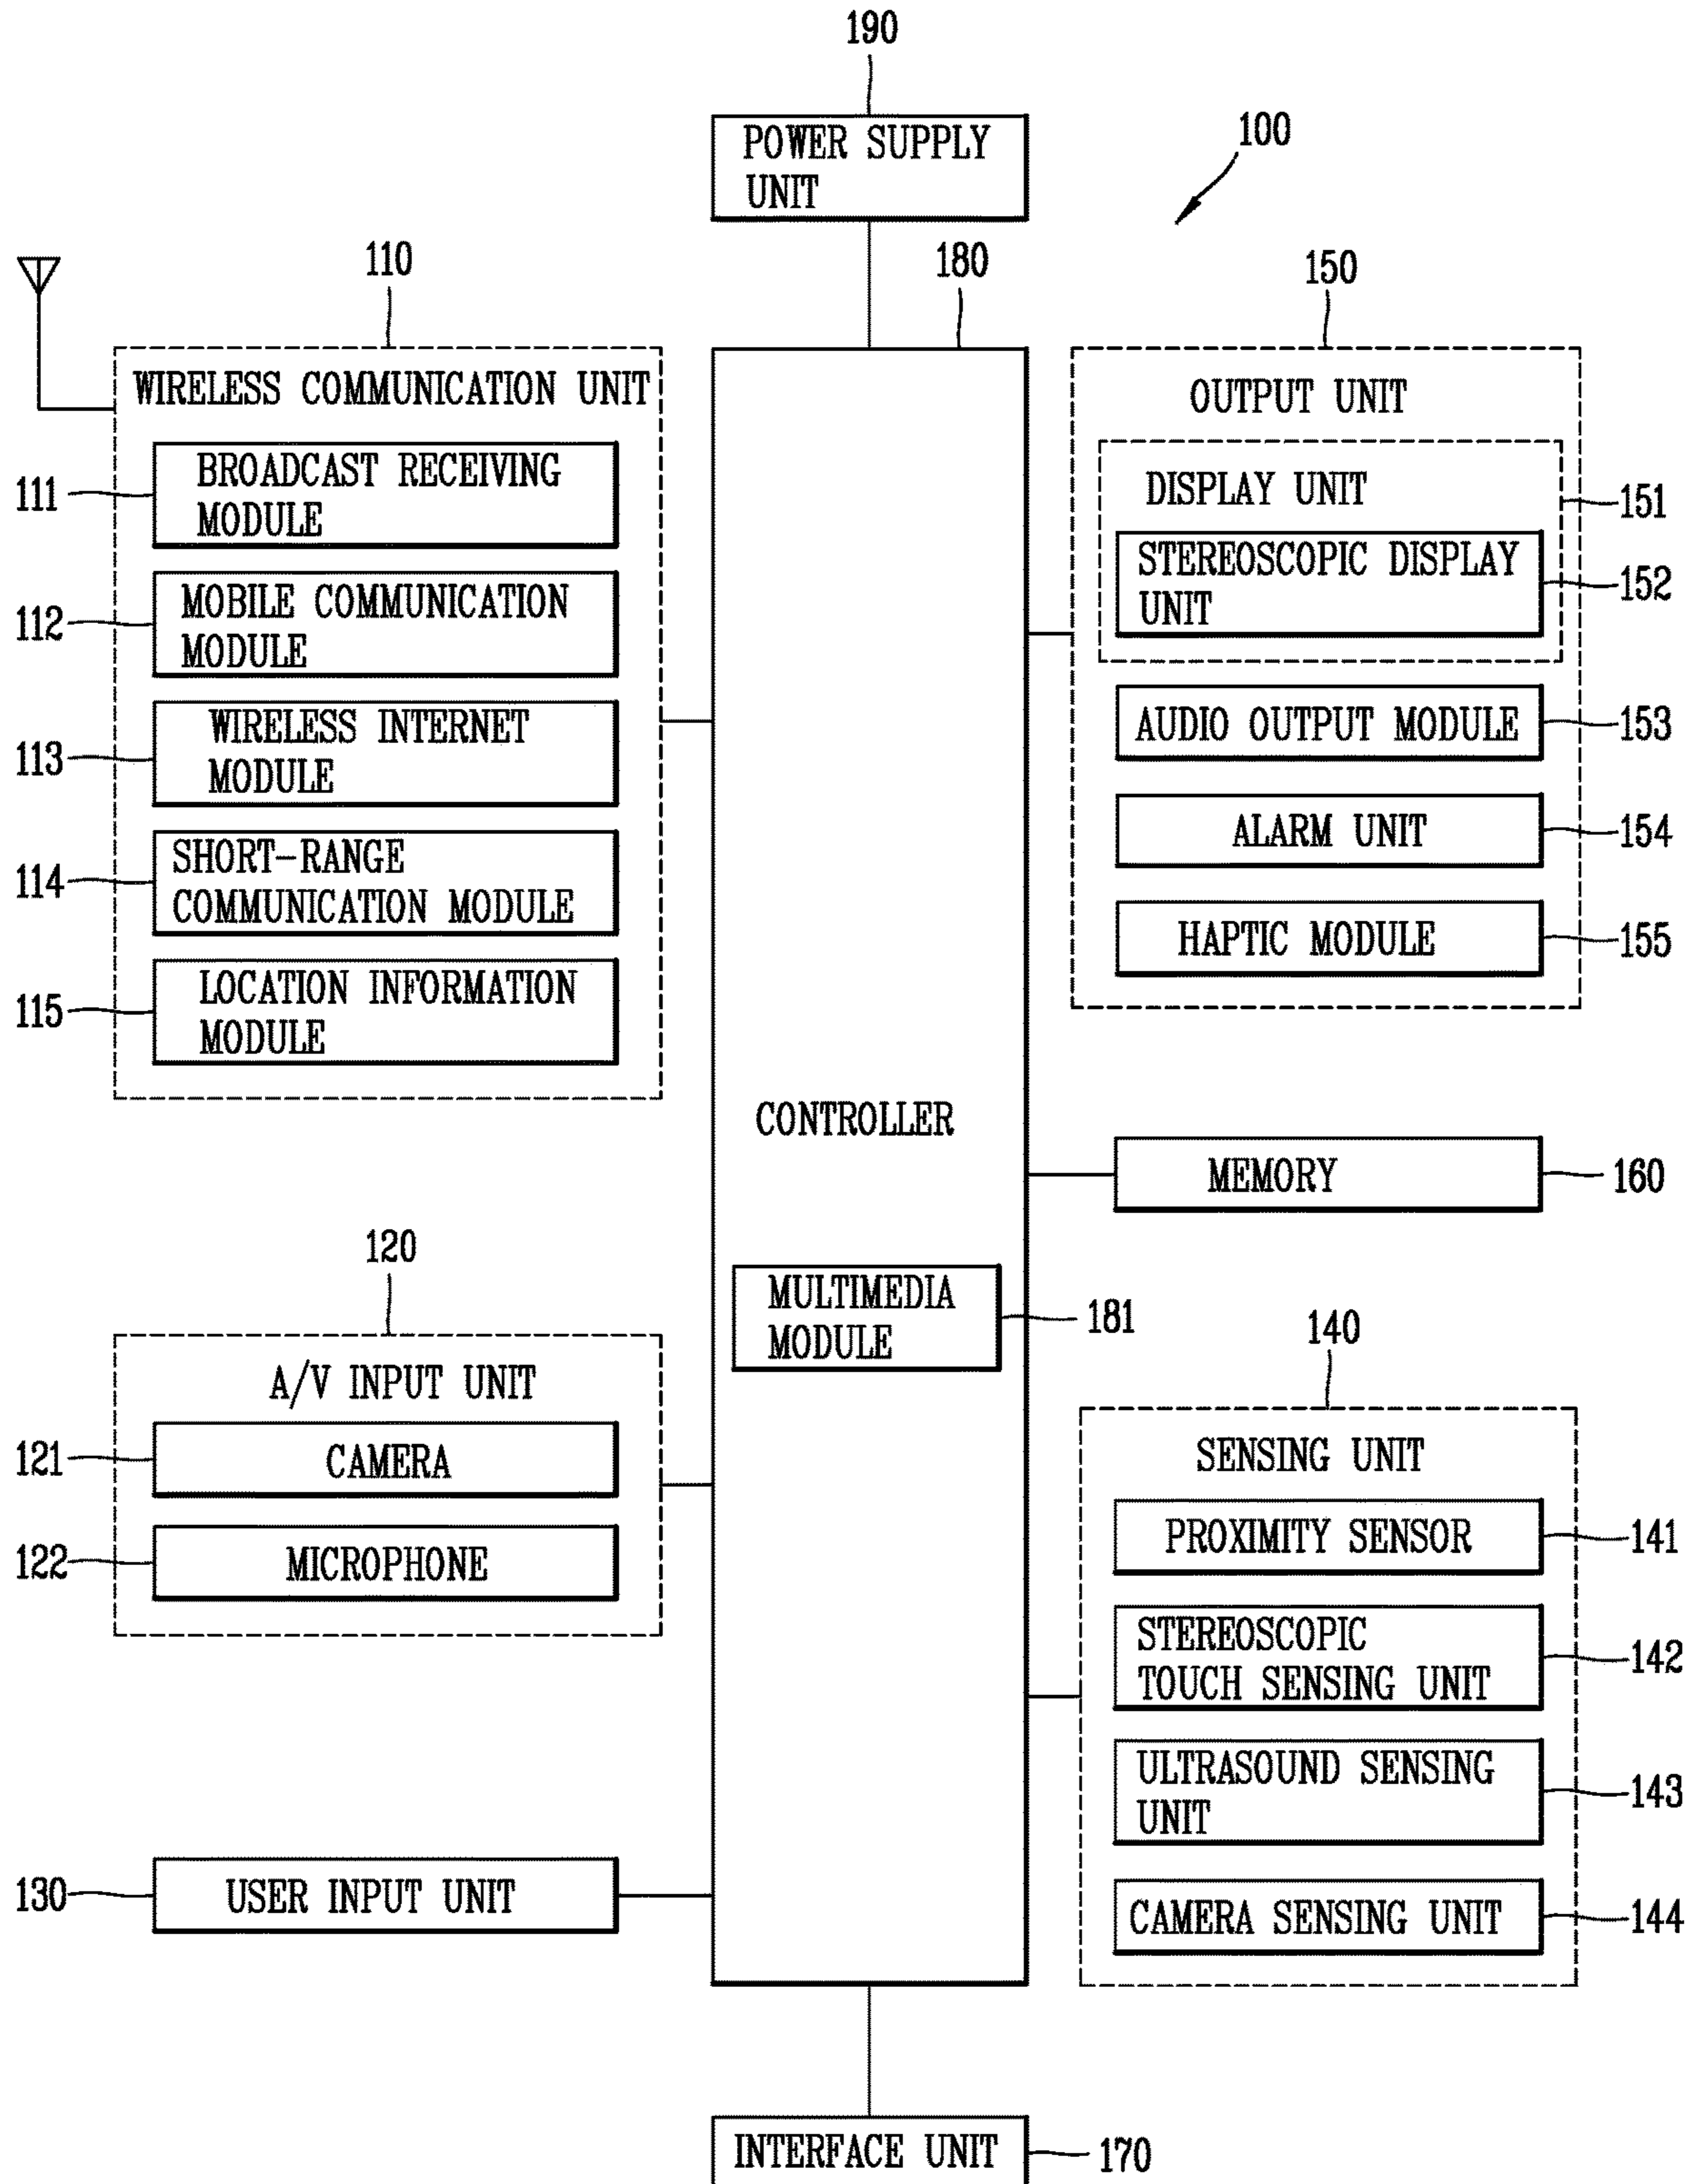 190
POWER SUPPLY
UNIT
100
110
180
150
WIRELESS COMMUNICATION UNIT
111
BROADCAST RECEIVING
MODULE
112
MOBILE COMMUNICATION
MODULE
113
WIRELESS INTERNET
MODULE
114
SHORT-RANGE
COMMUNICATION MODULE
115
LOCATION INFORMATION
MODULE
OUTPUT UNIT
DISPLAY UNIT
151
STEREOSCOPIC DISPLAY
UNIT
152
AUDIO OUTPUT MODULE
153
ALARM UNIT
154
HAPTIC MODULE
155
CONTROLLER
MEMORY
160
MULTIMEDIA
MODULE
181
120
A/V INPUT UNIT
121
CAMERA
122
MICROPHONE
140
SENSING UNIT
PROXIMITY SENSOR
141
STEREOSCOPIC
TOUCH SENSING UNIT
142
ULTRASOUND SENSING
UNIT
143
CAMERA SENSING UNIT
144
130
USER INPUT UNIT
INTERFACE UNIT
170